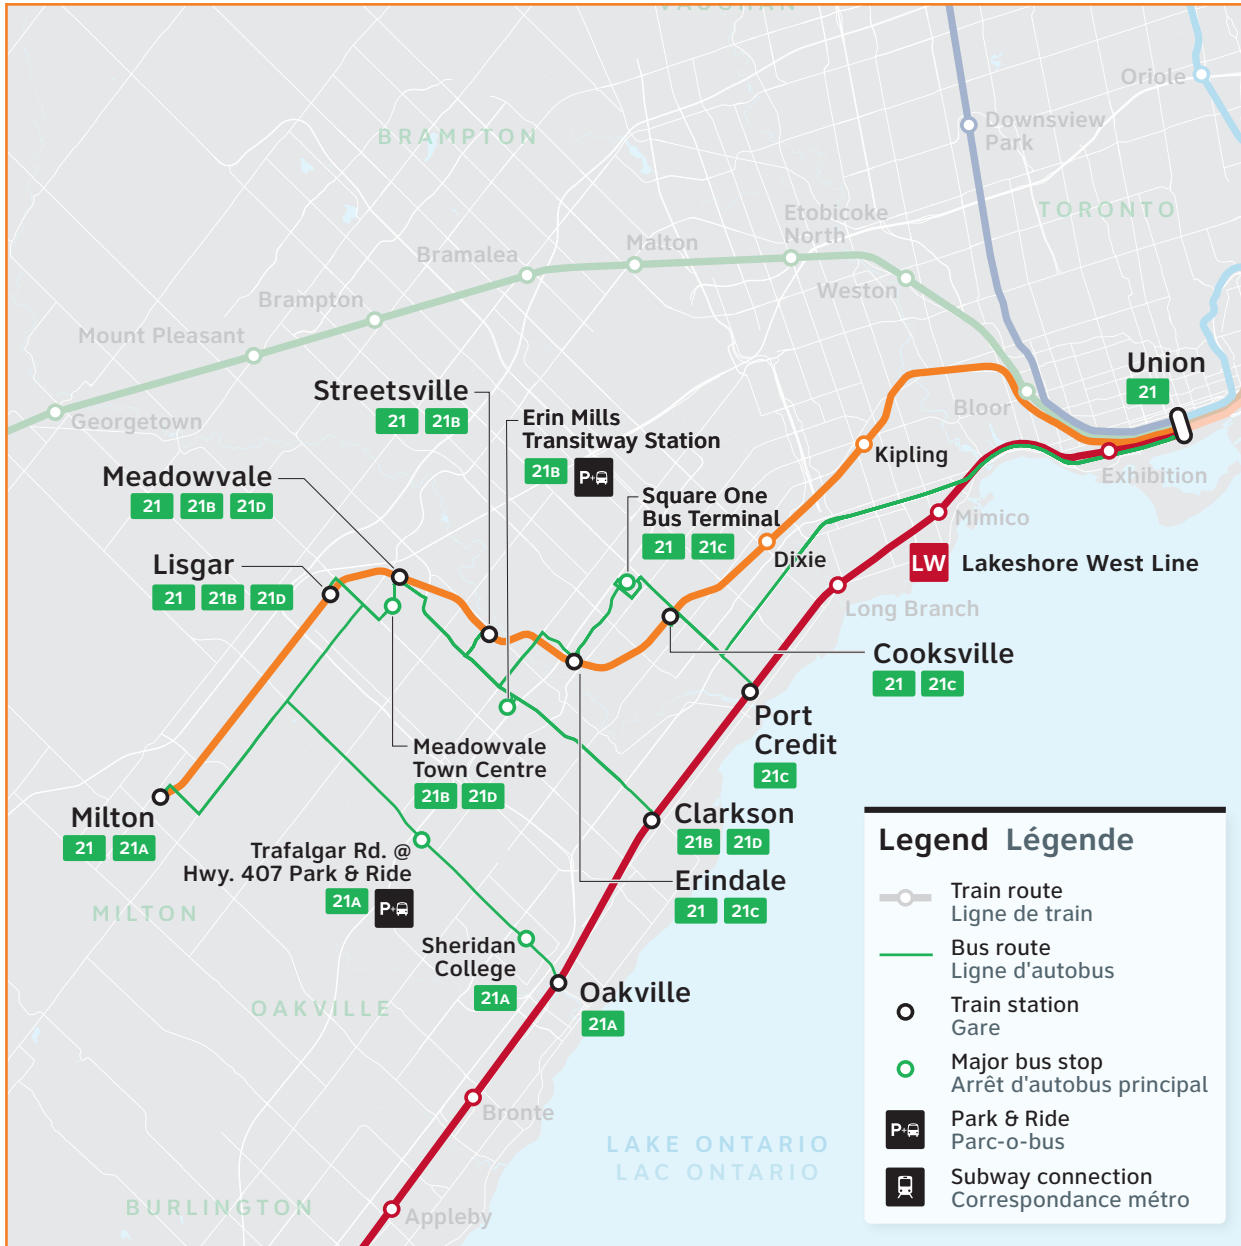 VAUGHAN
Oriole
BRAMPTON
Downsview
Park
TORONTO
Etobicoke
North
Malton
Bramalea
Weston
Brampton
Mount Pleasant
Georgetown
Union
21
Bloor
Exhibition
Streetsville
21 21B
Erin Mills
Transitway Station
21B P+
Kipling
Meadowvale
21 21B 21D
Square One
Bus Terminal
21 21C
Mimico
Dixie
LW Lakeshore West Line
Lisgar
21 21B 21D
Long Branch
Cooksville
21 21C
Port
Credit
21C
Meadowvale
Town Centre
21B 21D
Milton
21 21A
Clarkson
21B 21D
Trafalgar Rd. @
Hwy. 407 Park & Ride
21A P+
Erindale
21 21C
MILTON
Sheridan
College
21A
Oakville
21A
OAKVILLE
Bronte
LAKE ONTARIO
LAC ONTARIO
BURLINGTON
Appleby
Legend Légende
Train route
Ligne de train
Bus route
Ligne d'autobus
Train station
Gare
Major bus stop
Arrêt d'autobus principal
P+
Park & Ride
Parc-o-bus
Subway connection
Correspondance métro